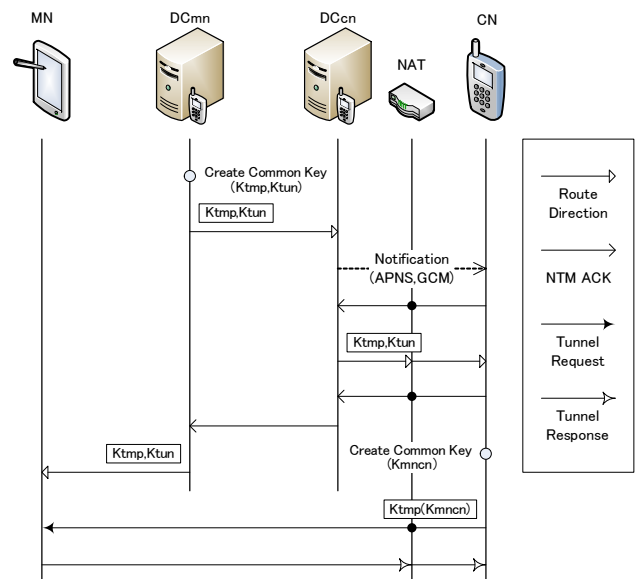 MN
DCmn
DCcn
NAT
CN
Create Common Key
(Ktmp,Ktun)
Ktmp,Ktun
Notification
(APNS,GCM)
Ktmp,Ktun
Create Common Key
(Kmncn)
Ktmp,Ktun
Ktmp(Kmncn)
Route
Direction
NTM ACK
Tunnel
Request
Tunnel
Response